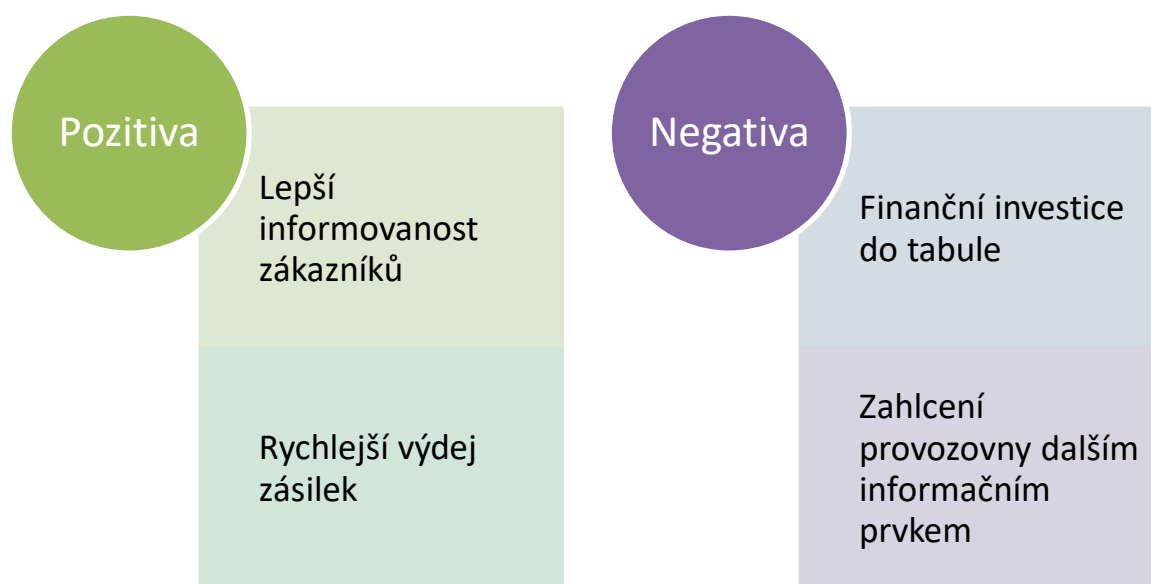 Pozitiva
Lepší
informovanost
zákazníků
Rychlejší výdej
zásilek
Negativa
Finanční investice
do tabule
Zahlcení
provozovny dalším
informačním
prvkem